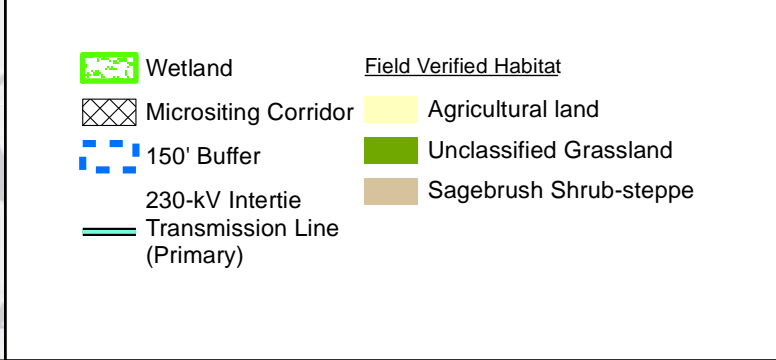 Wetland
Micrositing Corridor
150' Buffer
230-kV Intertie
Transmission Line
(Primary)
Field Verified Habitat
Agricultural land
Unclassified Grassland
Sagebrush Shrub-steppe